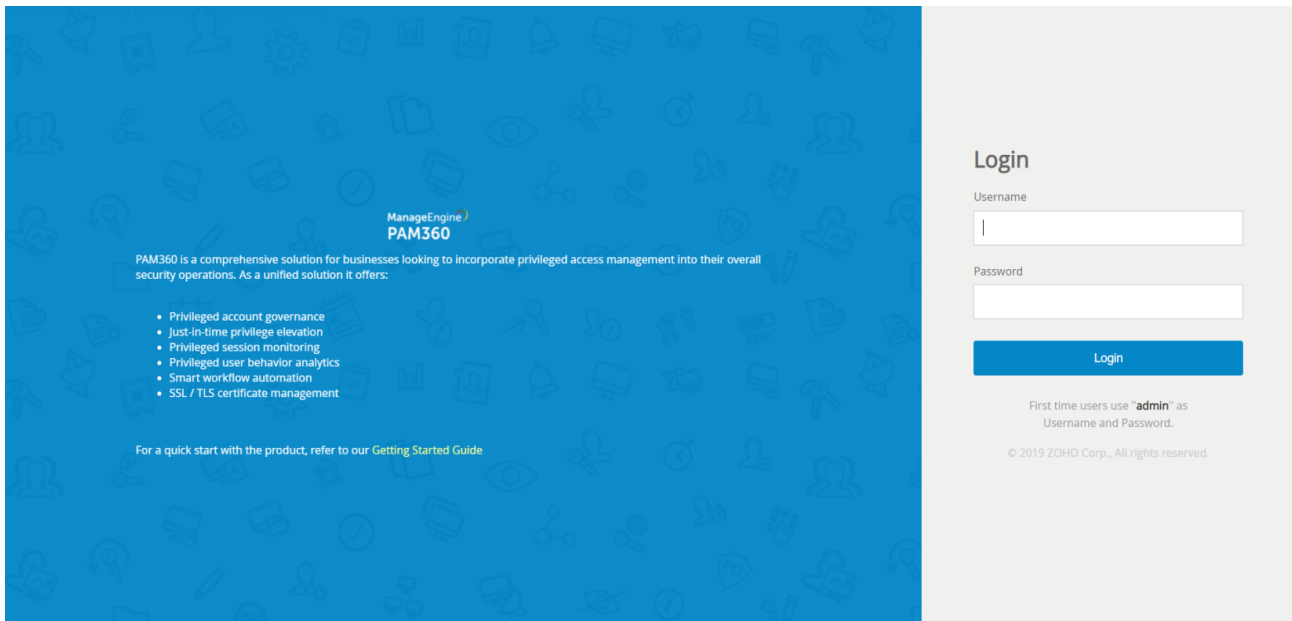 ManageEngine
PAM360
PAM360 is a comprehensive solution for businesses looking to incorporate privileged access management into their overall
security operations. As a unified solution it offers:
• Privileged account governance
• Just-in-time privilege elevation
• Privileged session monitoring
• Privileged user behavior analytics
• Smart workflow automation
• SSL / TLS certificate management
For a quick start with the product, refer to our Getting Started Guide
Login
Username
Password
Login
First time users use "admin" as
Username and Password.
© 2019 ZOHO Corp., All rights reserved.